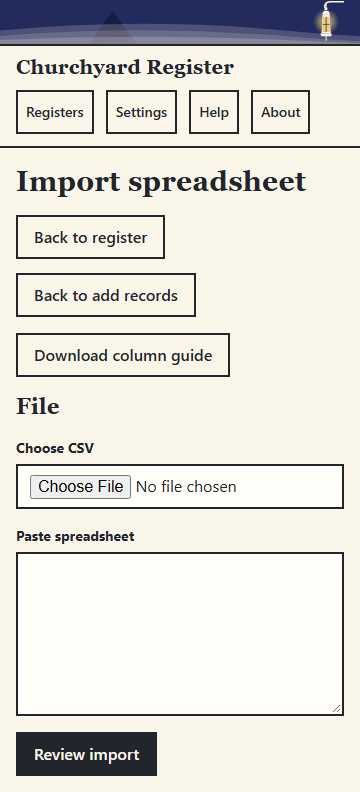 Churchyard Register
Registers
Settings
Help
About
Import spreadsheet
Back to register
Back to add records
Download column guide
File
Choose CSV
Choose File No file chosen
Paste spreadsheet
Review import